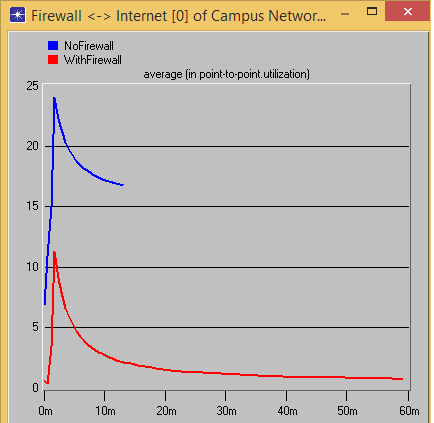 Firewall <-> Internet [0] of Campus Networ...
NoFirewall
WithFirewall
average (in point-to-point.utilization)
25
20
15
10
5
0
0m 10m 20m 30m 40m 50m 60m